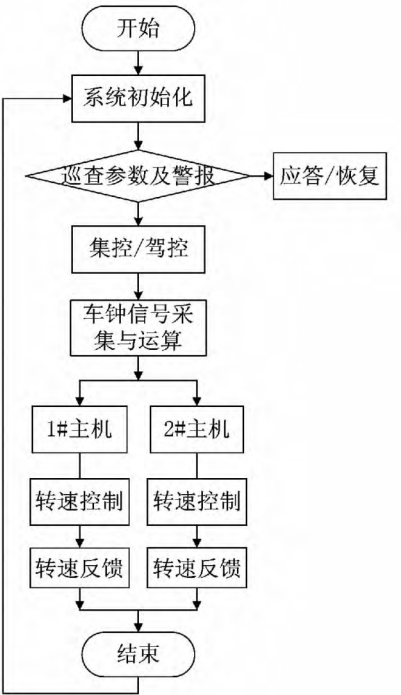 开始
系统初始化
巡查参数及警报
应答/恢复
集控/驾控
车钟信号采
集与运算
1#主机
2#主机
转速控制
转速控制
转速反馈
转速反馈
结束